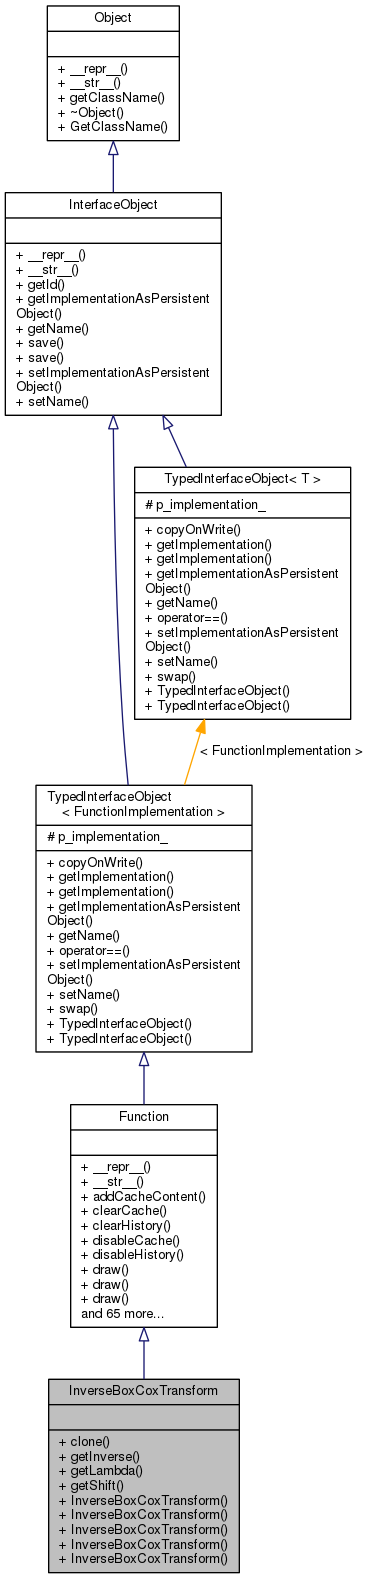 Object
+ __repr__()
+ __str__()
+ getClassName()
+ ~Object()
+ GetClassName()
InterfaceObject
+ __repr__()
+ __str__()
+ getId()
+ getImplementationAsPersistent
Object()
+ getName()
+ save()
+ save()
+ setImplementationAsPersistent
Object()
+ setName()
TypedInterfaceObject< T >
# p_implementation_
+ copyOnWrite()
+ getImplementation()
+ getImplementation()
+ getImplementationAsPersistent
Object()
+ getName()
+ operator==()
+ setImplementationAsPersistent
Object()
+ setName()
+ swap()
+ TypedInterfaceObject()
+ TypedInterfaceObject()
< FunctionImplementation >
TypedInterfaceObject
< FunctionImplementation >
# p_implementation_
+ copyOnWrite()
+ getImplementation()
+ getImplementation()
+ getImplementationAsPersistent
Object()
+ getName()
+ operator==()
+ setImplementationAsPersistent
Object()
+ setName()
+ swap()
+ TypedInterfaceObject()
+ TypedInterfaceObject()
Function
+ __repr__()
+ __str__()
+ addCacheContent()
+ clearCache()
+ clearHistory()
+ disableCache()
+ disableHistory()
+ draw()
+ draw()
+ draw()
and 65 more...
InverseBoxCoxTransform
+ clone()
+ getInverse()
+ getLambda()
+ getShift()
+ InverseBoxCoxTransform()
+ InverseBoxCoxTransform()
+ InverseBoxCoxTransform()
+ InverseBoxCoxTransform()
+ InverseBoxCoxTransform()